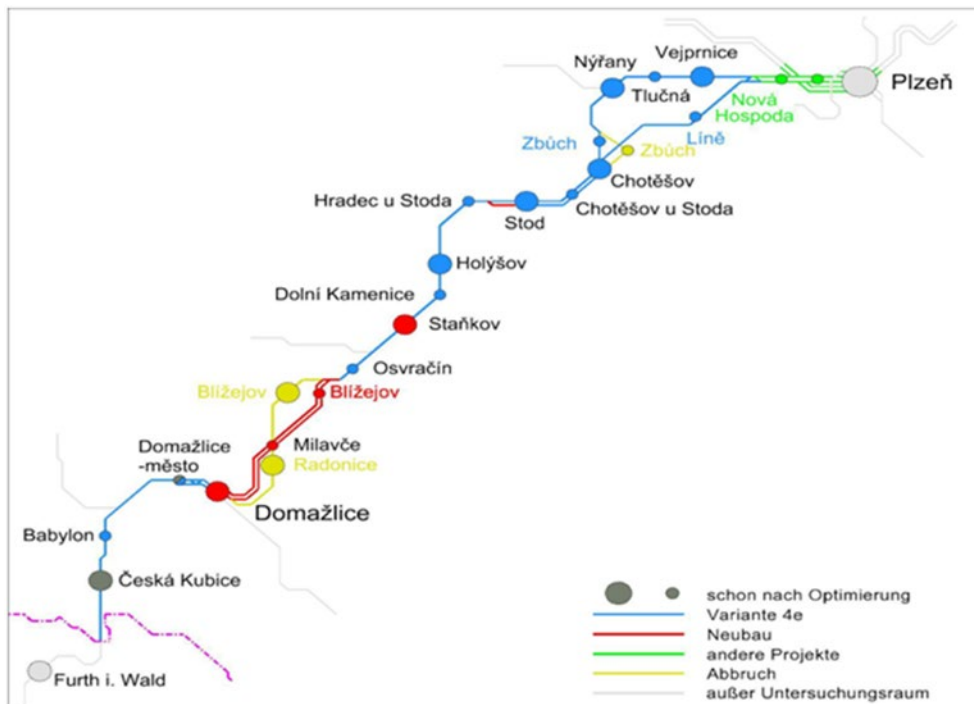 Vejprnice
Nýřany
Plzeň
Tlučná
Nová
Hospoda
Líně
Zbůch
Zbůch
Chotěšov
Hradec u Stoda
Chotěšov u Stoda
Stod
Holýšov
Dolní Kamenice
Staňkov
Osvračín
Blížejov
Blížejov
Domažlice
-město
Milavče
Radonice
Domažlice
Babylon
Česká Kubice
Furth i. Wald
schon nach Optimierung
Variante 4e
Neubau
andere Projekte
Abbruch
außer Untersuchungsraum